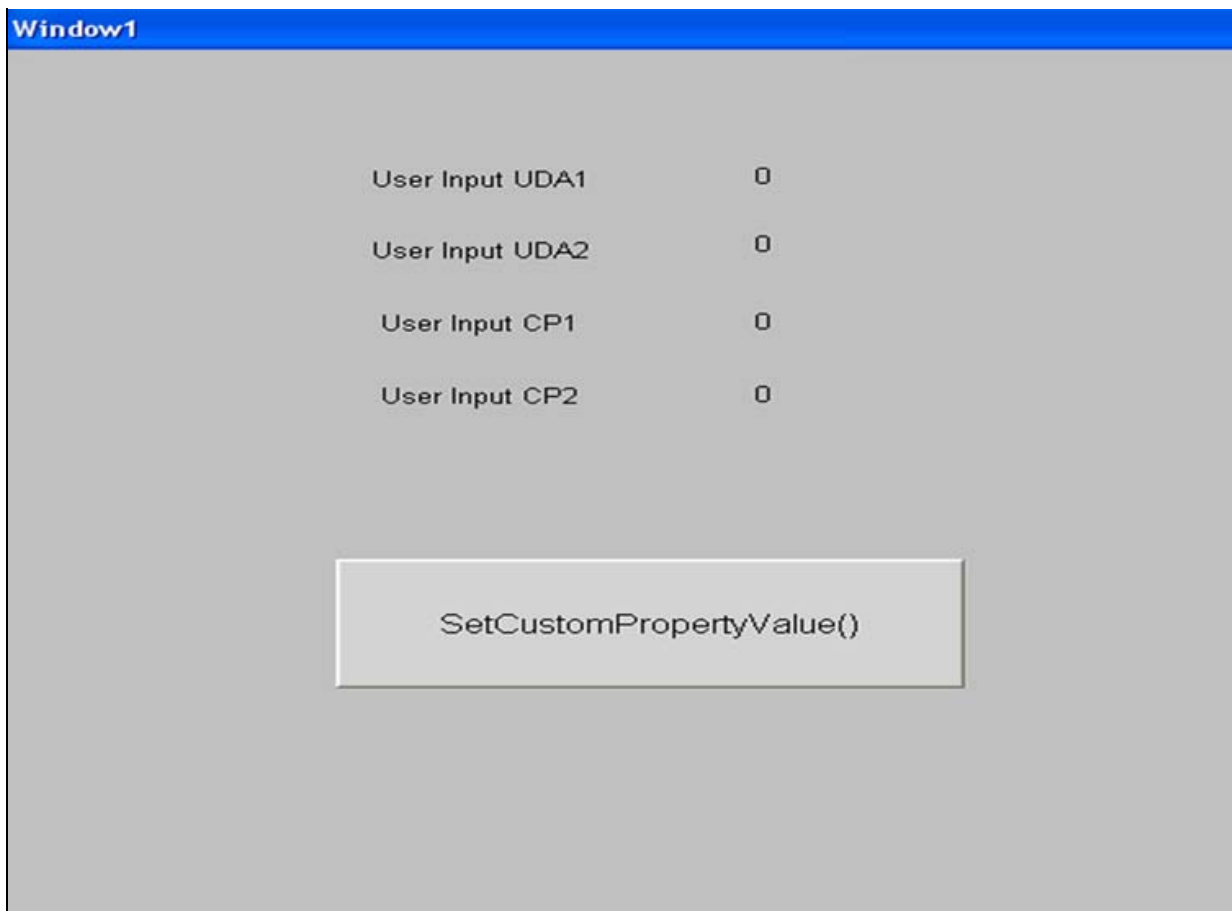 Window1
User Input UDA1 0
User Input UDA2 0
User Input CP1 0
User Input CP2 0
SetCustomPropertyValue()